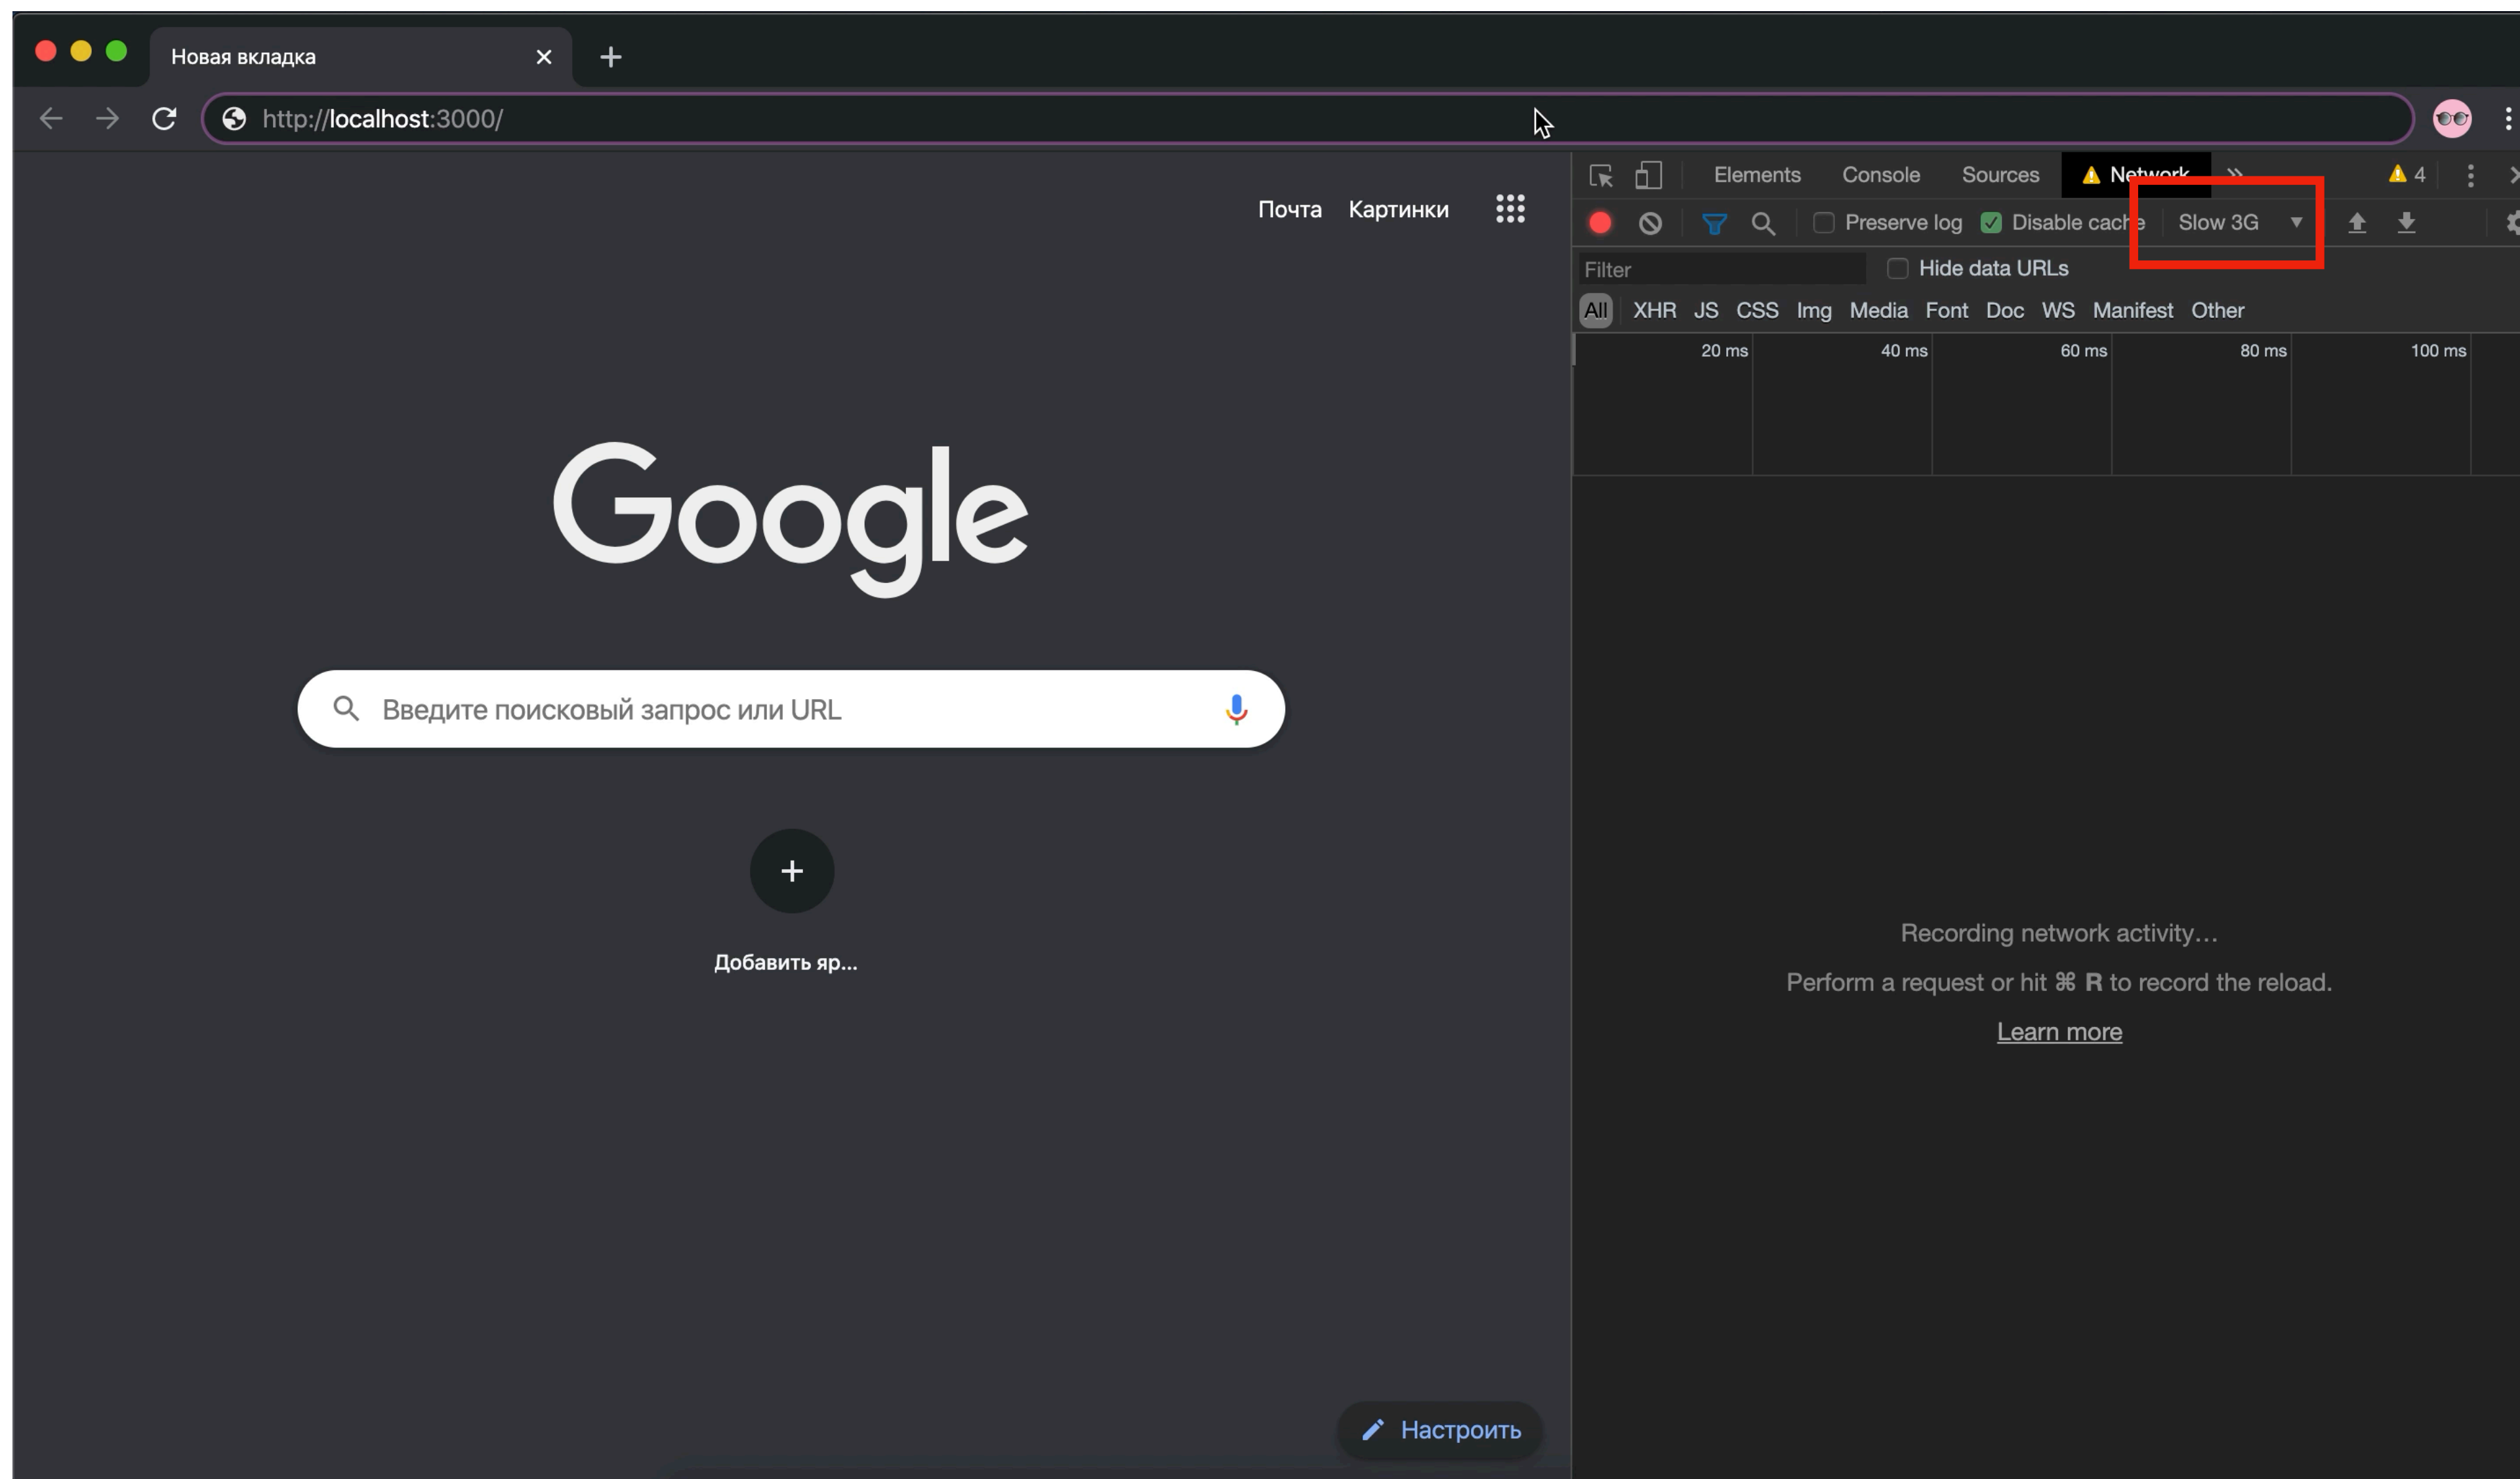 Новая вкладка
http://localhost:3000/
Почта Картинки
Google
Введите поисковый запрос или URL
Добавить яр...
Настроить
Elements Console Sources Network » 4
Preserve log Disable cache Slow 3G
Filter Hide data URLs
All XHR JS CSS Img Media Font Doc WS Manifest Other
20 ms 40 ms 60 ms 80 ms 100 ms
Recording network activity…
Perform a request or hit ⌘ R to record the reload.
Learn more